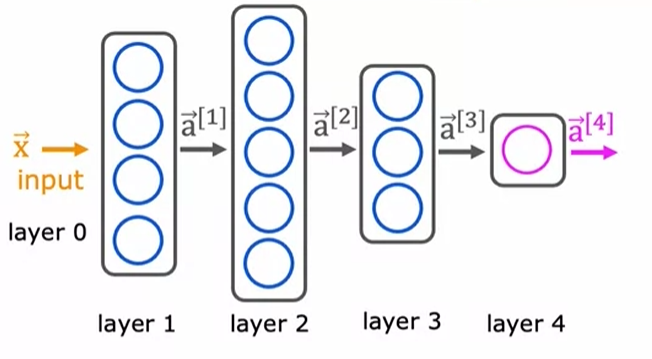 x⃗
input
layer 0
a⃗[1]
a⃗[2]
a⃗[3]
a⃗[4]
layer 1
layer 2
layer 3
layer 4